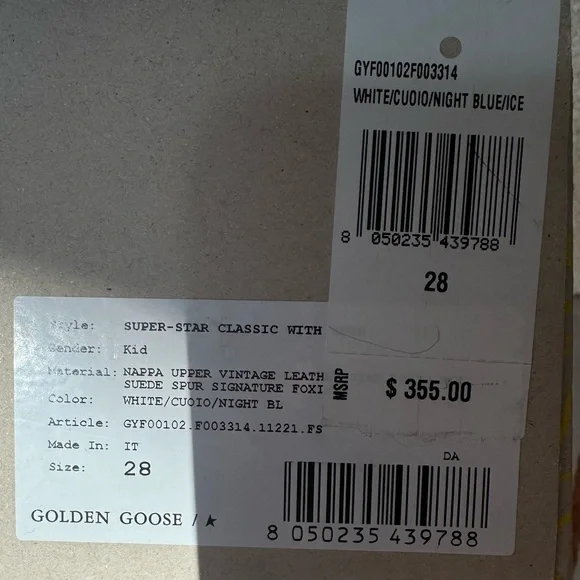 GYF00102F003314
WHITE/CUOIO/NIGHT BLUE/ICE
8 050235 439788
28
MSRP $ 355.00
Style: SUPER-STAR CLASSIC WITH
Gender: Kid
Material: NAPPA UPPER VINTAGE LEATH
SUEDE SPUR SIGNATURE FOXI
Color: WHITE/CUOIO/NIGHT BL
Article: GYF00102.F003314.11221.FS
Made In: IT
Size: 28
DA
GOLDEN GOOSE / ★
8 050235 439788